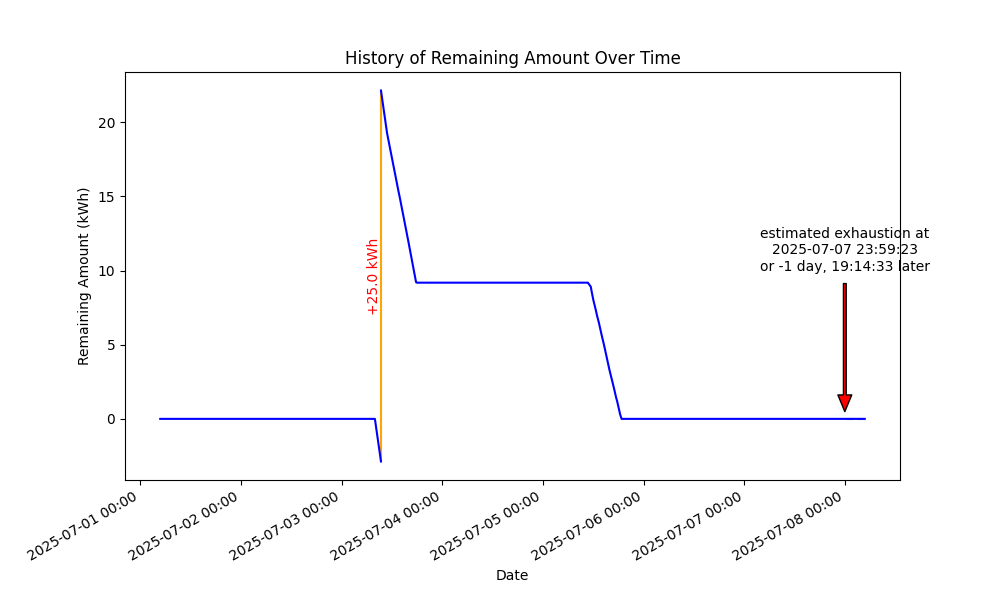 History of Remaining Amount Over Time
Remaining Amount (kWh)
20
15
10
5
0
+25.0 kWh
estimated exhaustion at
2025-07-07 23:59:23
or -1 day, 19:14:33 later
2025-07-01 00:00
2025-07-02 00:00
2025-07-03 00:00
2025-07-04 00:00
2025-07-05 00:00
2025-07-06 00:00
2025-07-07 00:00
2025-07-08 00:00
Date